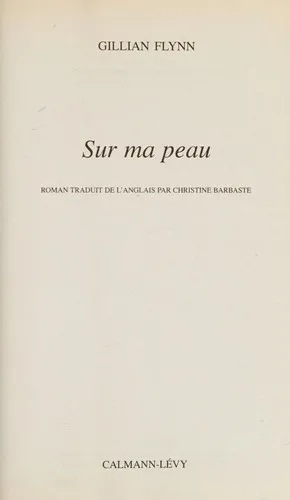 GILLIAN FLYNN
Sur ma peau
ROMAN TRADUIT DE L'ANGLAIS PAR CHRISTINE BARBASTE
CALMANN-LÉVY